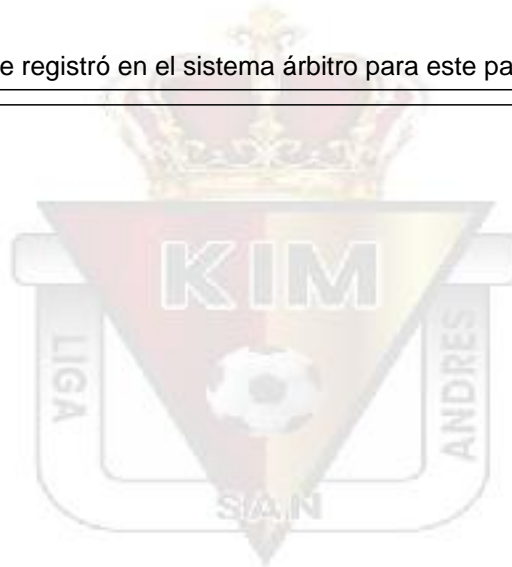 e registró en el sistema árbitro para este pa
KIM
LIGA
ANDRES
SAN